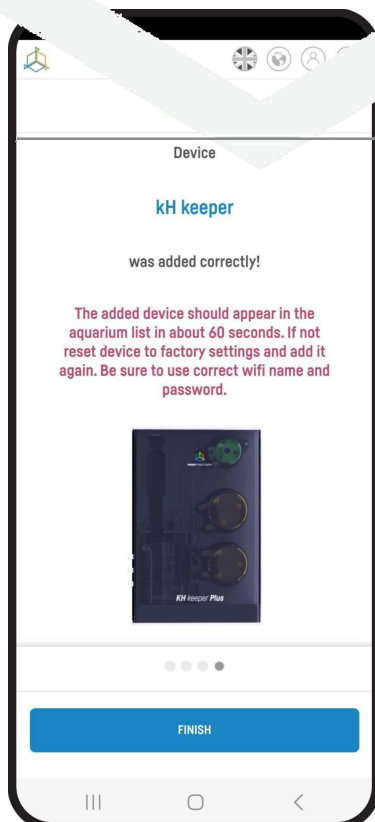 Device
kH keeper
was added correctly!
The added device should appear in the
aquarium list in about 60 seconds. If not
reset device to factory settings and add it
again. Be sure to use correct wifi name and
password.
KH keeper Plus
FINISH